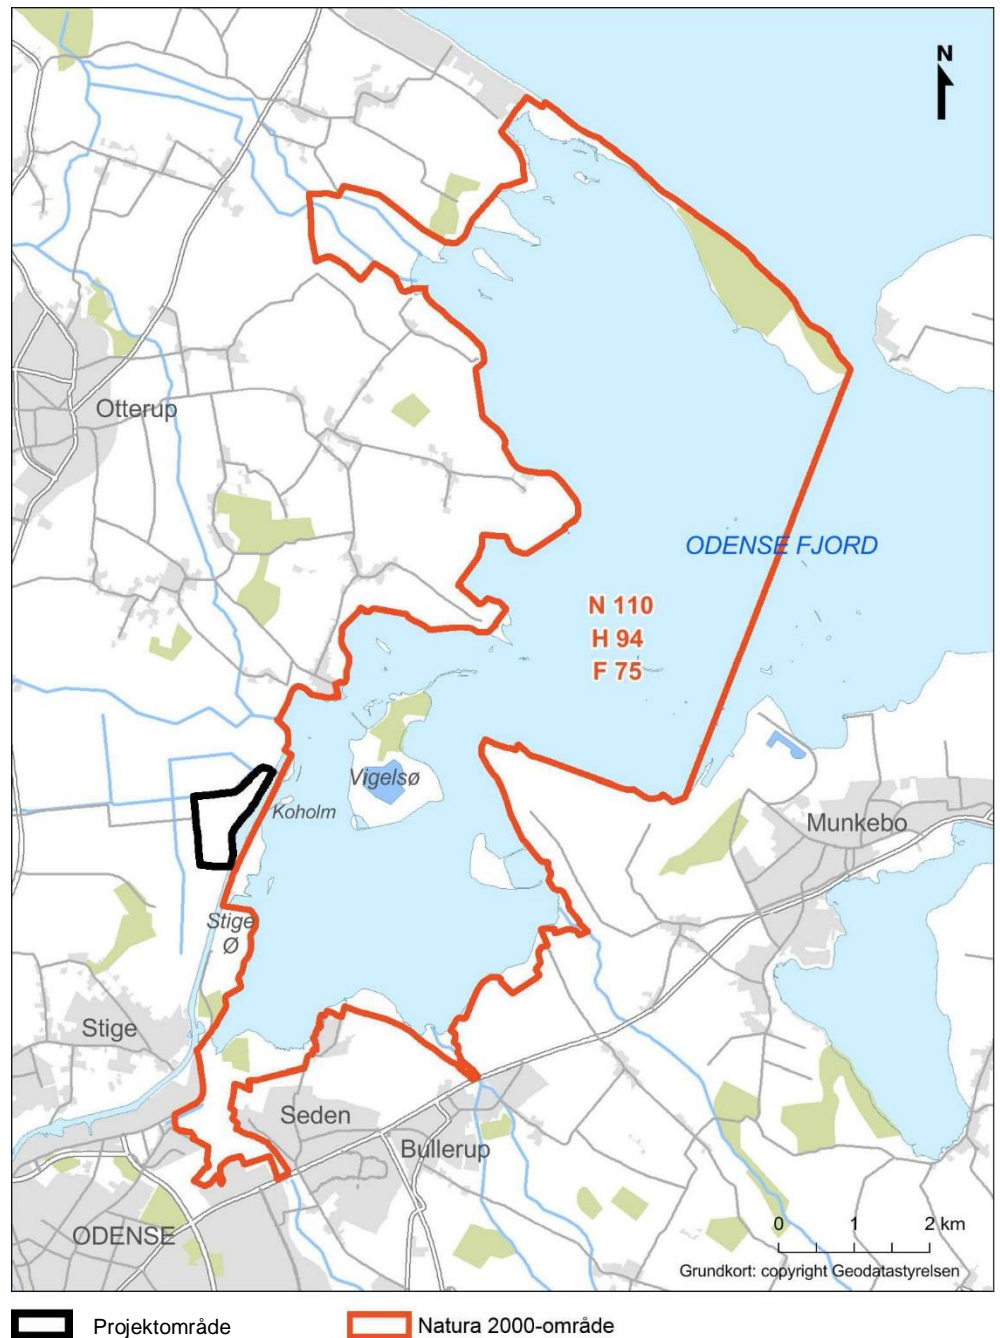 N
Otterup
ODENSE FJORD
N 110
H 94
F 75
Vigelsø
Koholm
Munkebo
Stige
Ø
Stige
Seden
Bullerup
ODENSE
0 1 2 km
Grundkort: copyright Geodatastyrelsen
Projektområde
Natura 2000-område